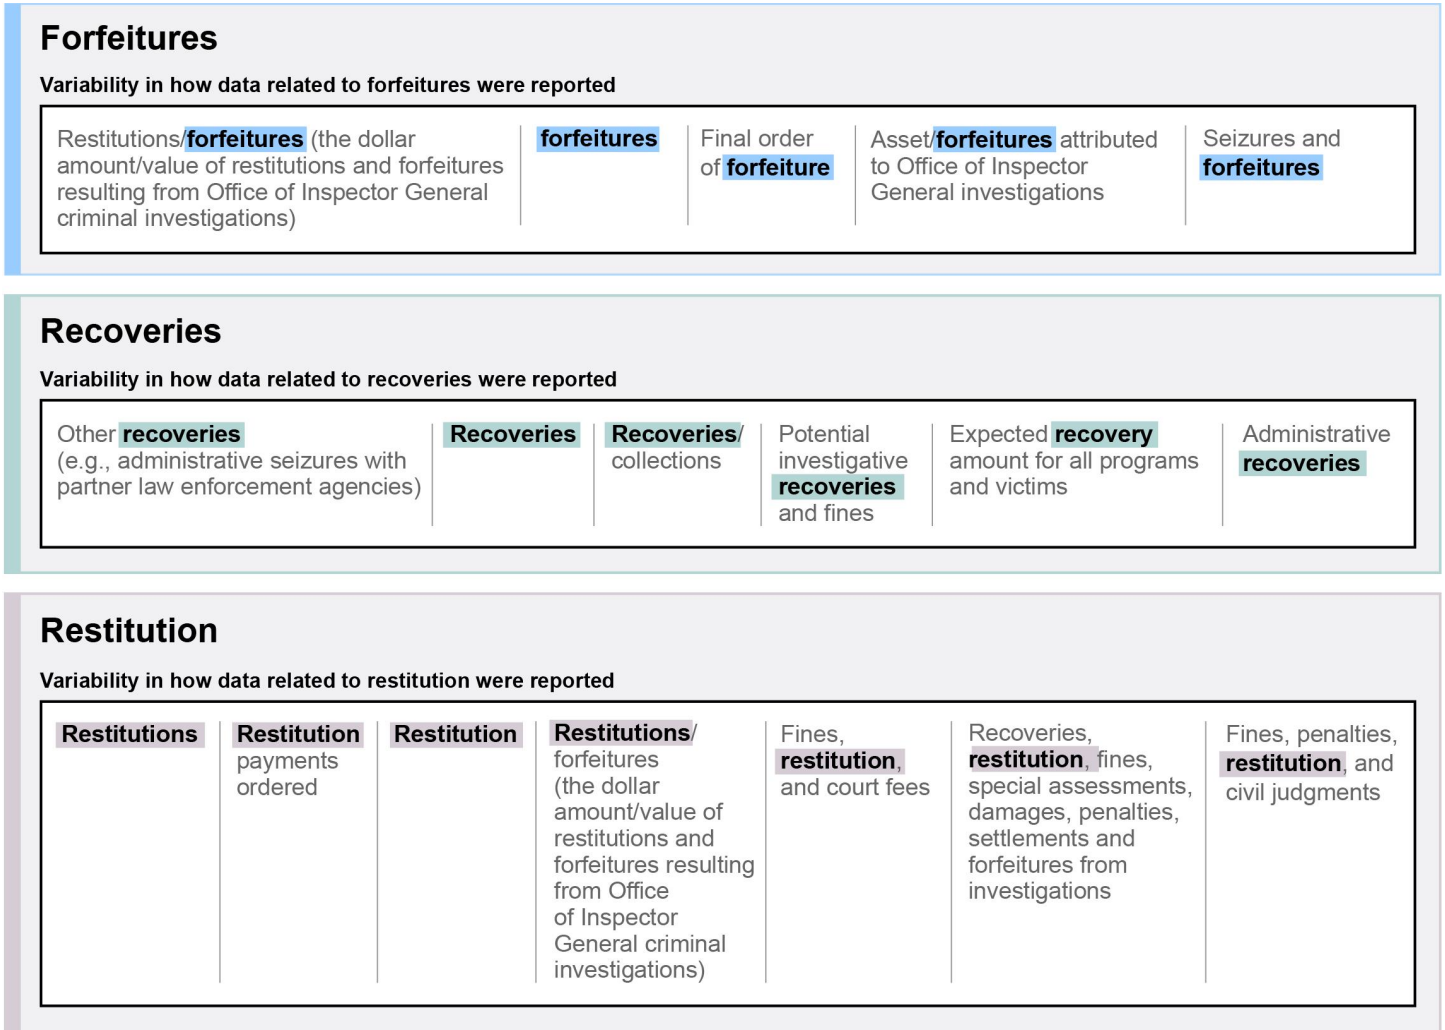 Forfeitures
Variability in how data related to forfeitures were reported
Restitutions/forfeitures (the dollar
amount/value of restitutions and forfeitures
resulting from Office of Inspector General
criminal investigations)
forfeitures
Final order
of forfeiture
Asset/forfeitures attributed
to Office of Inspector
General investigations
Seizures and
forfeitures
Recoveries
Variability in how data related to recoveries were reported
Other recoveries
(e.g., administrative seizures with
partner law enforcement agencies)
Recoveries
Recoveries/
collections
Potential
investigative
recoveries
and fines
Expected recovery
amount for all programs
and victims
Administrative
recoveries
Restitution
Variability in how data related to restitution were reported
Restitutions
Restitution
payments
ordered
Restitution
Restitutions/
forfeitures
(the dollar
amount/value of
restitutions and
forfeitures resulting
from Office
of Inspector
General criminal
investigations)
Fines,
restitution,
and court fees
Recoveries,
restitution, fines,
special assessments,
damages, penalties,
settlements and
forfeitures from
investigations
Fines, penalties,
restitution, and
civil judgments